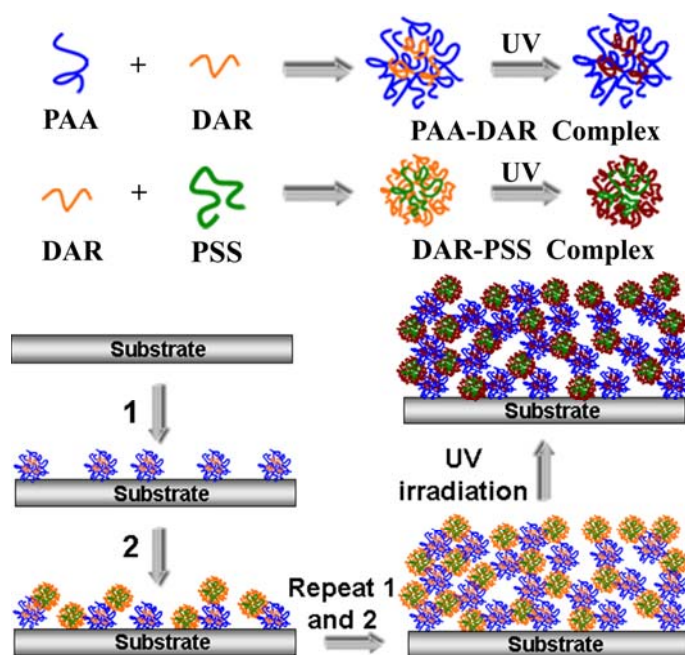 UV
PAA + DAR
PAA-DAR Complex
UV
DAR + PSS
DAR-PSS Complex
Substrate
1
Substrate
2
Substrate
Repeat 1
and 2
Substrate
UV
irradiation
Substrate